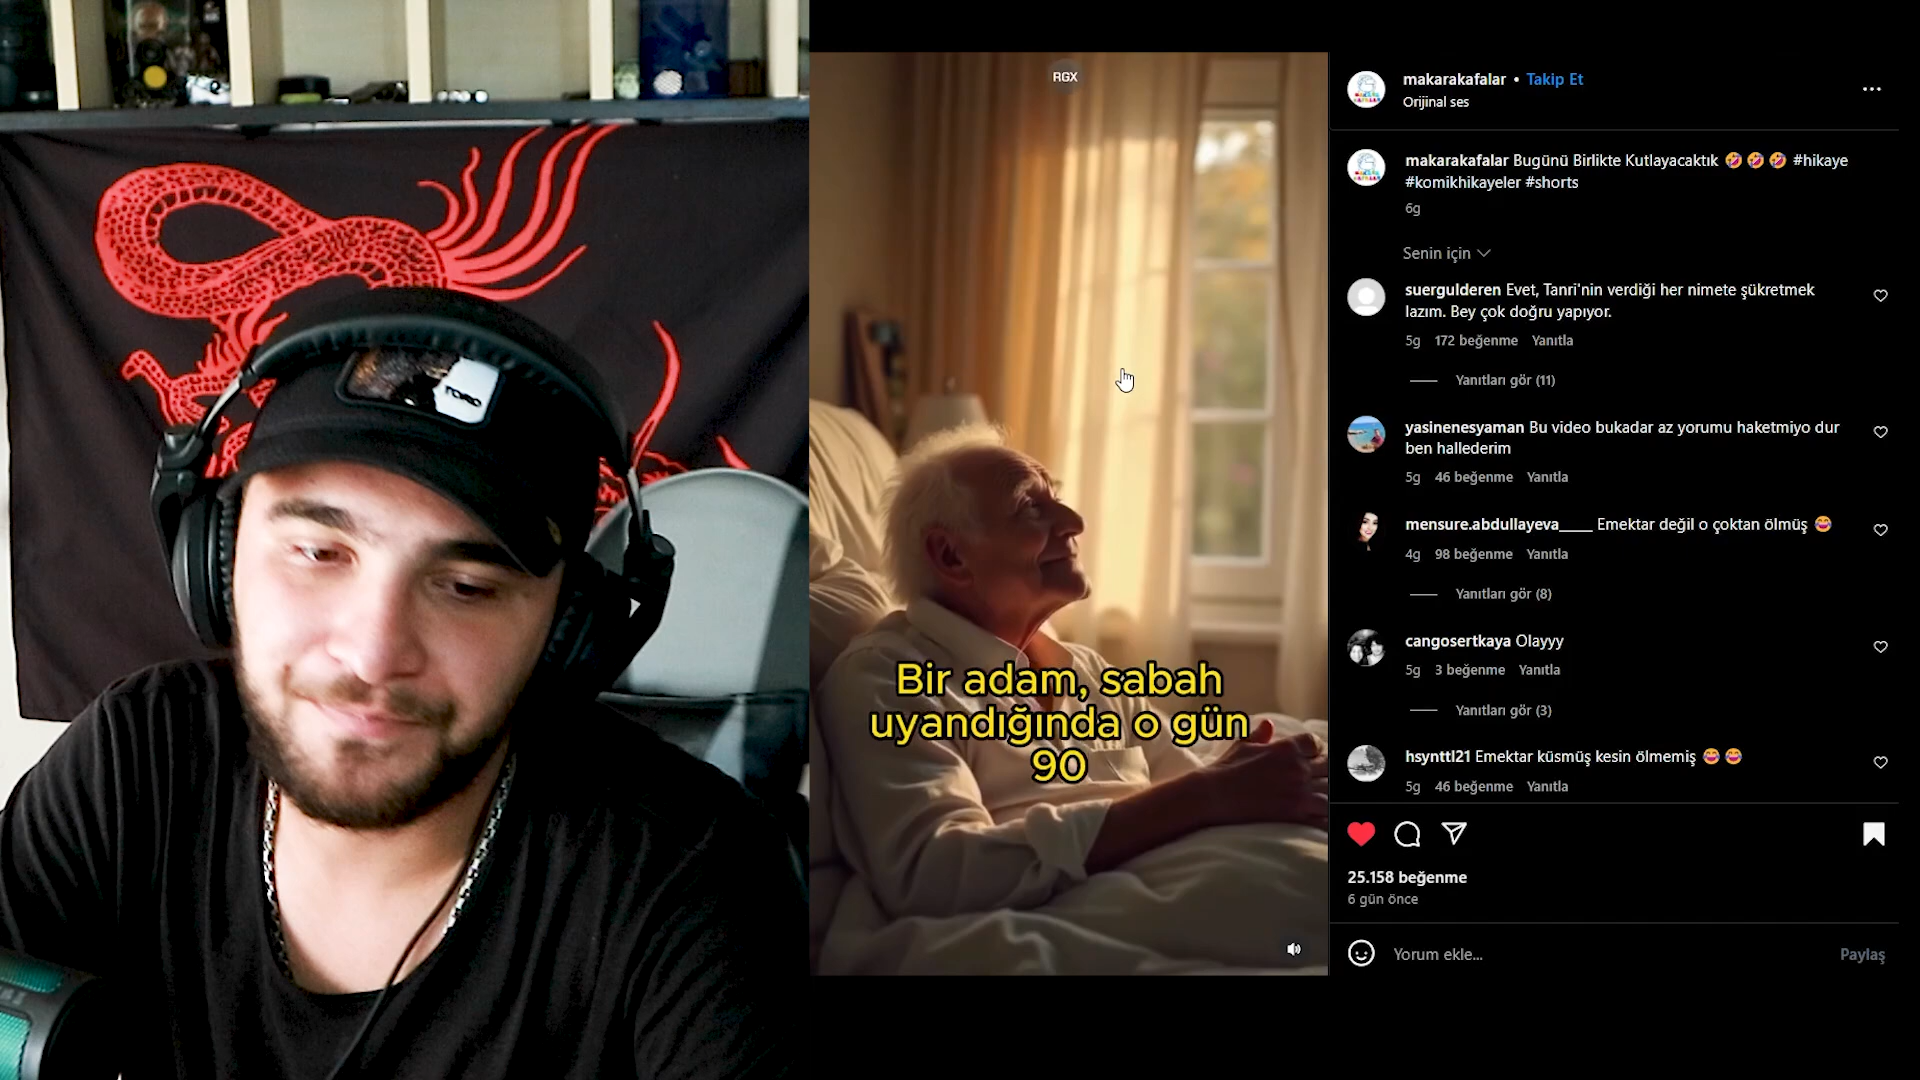 TORO
RGX
Bir adam, sabah
uyandığında o gün
90
makarakafalar • Takip Et
Orijinal ses
makarakafalar Bugünü Birlikte Kutlayacaktık 🤣🤣🤣 #hikaye
#komikhikayeler #shorts
6g
Senin için
suergulderen Evet, Tanri'nin verdiği her nimete şükretmek
lazım. Bey çok doğru yapıyor.
5g 172 beğenme Yanıtla
Yanıtları gör (11)
yasinenesyaman Bu video bukadar az yorumu haketmiyo dur
ben hallederim
5g 46 beğenme Yanıtla
mensure.abdullayeva____ Emektar değil o çoktan ölmüş 😂
4g 98 beğenme Yanıtla
Yanıtları gör (8)
cangosertkaya Olayyy
5g 3 beğenme Yanıtla
Yanıtları gör (3)
hsynttl21 Emektar küsmüş kesin ölmemiş 😂😂
5g 46 beğenme Yanıtla
25.158 beğenme
6 gün önce
Yorum ekle...
Paylaş